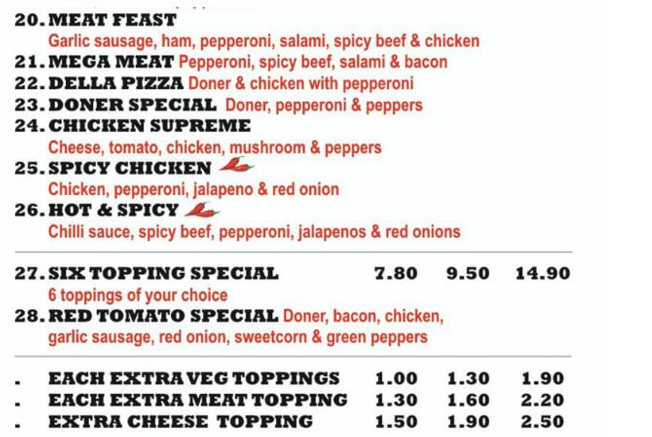 20. MEAT FEAST
Garlic sausage, ham, pepperoni, salami, spicy beef & chicken
21. MEGA MEAT Pepperoni, spicy beef, salami & bacon
22. DELLA PIZZA Doner & chicken with pepperoni
23. DONER SPECIAL Doner, pepperoni & peppers
24. CHICKEN SUPREME
Cheese, tomato, chicken, mushroom & peppers
25. SPICY CHICKEN
Chicken, pepperoni, jalapeno & red onion
26. HOT & SPICY
Chilli sauce, spicy beef, pepperoni, jalapenos & red onions
27. SIX TOPPING SPECIAL 7.80 9.50 14.90
6 toppings of your choice
28. RED TOMATO SPECIAL Doner, bacon, chicken,
garlic sausage, red onion, sweetcorn & green peppers
. EACH EXTRA VEG TOPPINGS 1.00 1.30 1.90
. EACH EXTRA MEAT TOPPING 1.30 1.60 2.20
. EXTRA CHEESE TOPPING 1.50 1.90 2.50